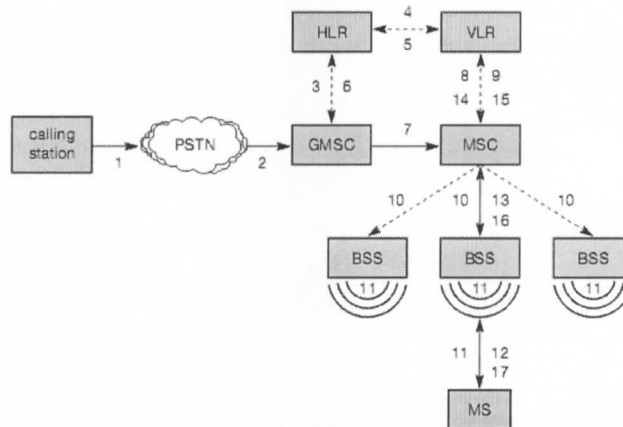 4
HLR
VLR
5
3 6
8 9
14 15
calling
station
1
PSTN
2
GMSC
7
MSC
10
10
13
10
16
BSS
BSS
BSS
11
11
11
11
12
17
MS